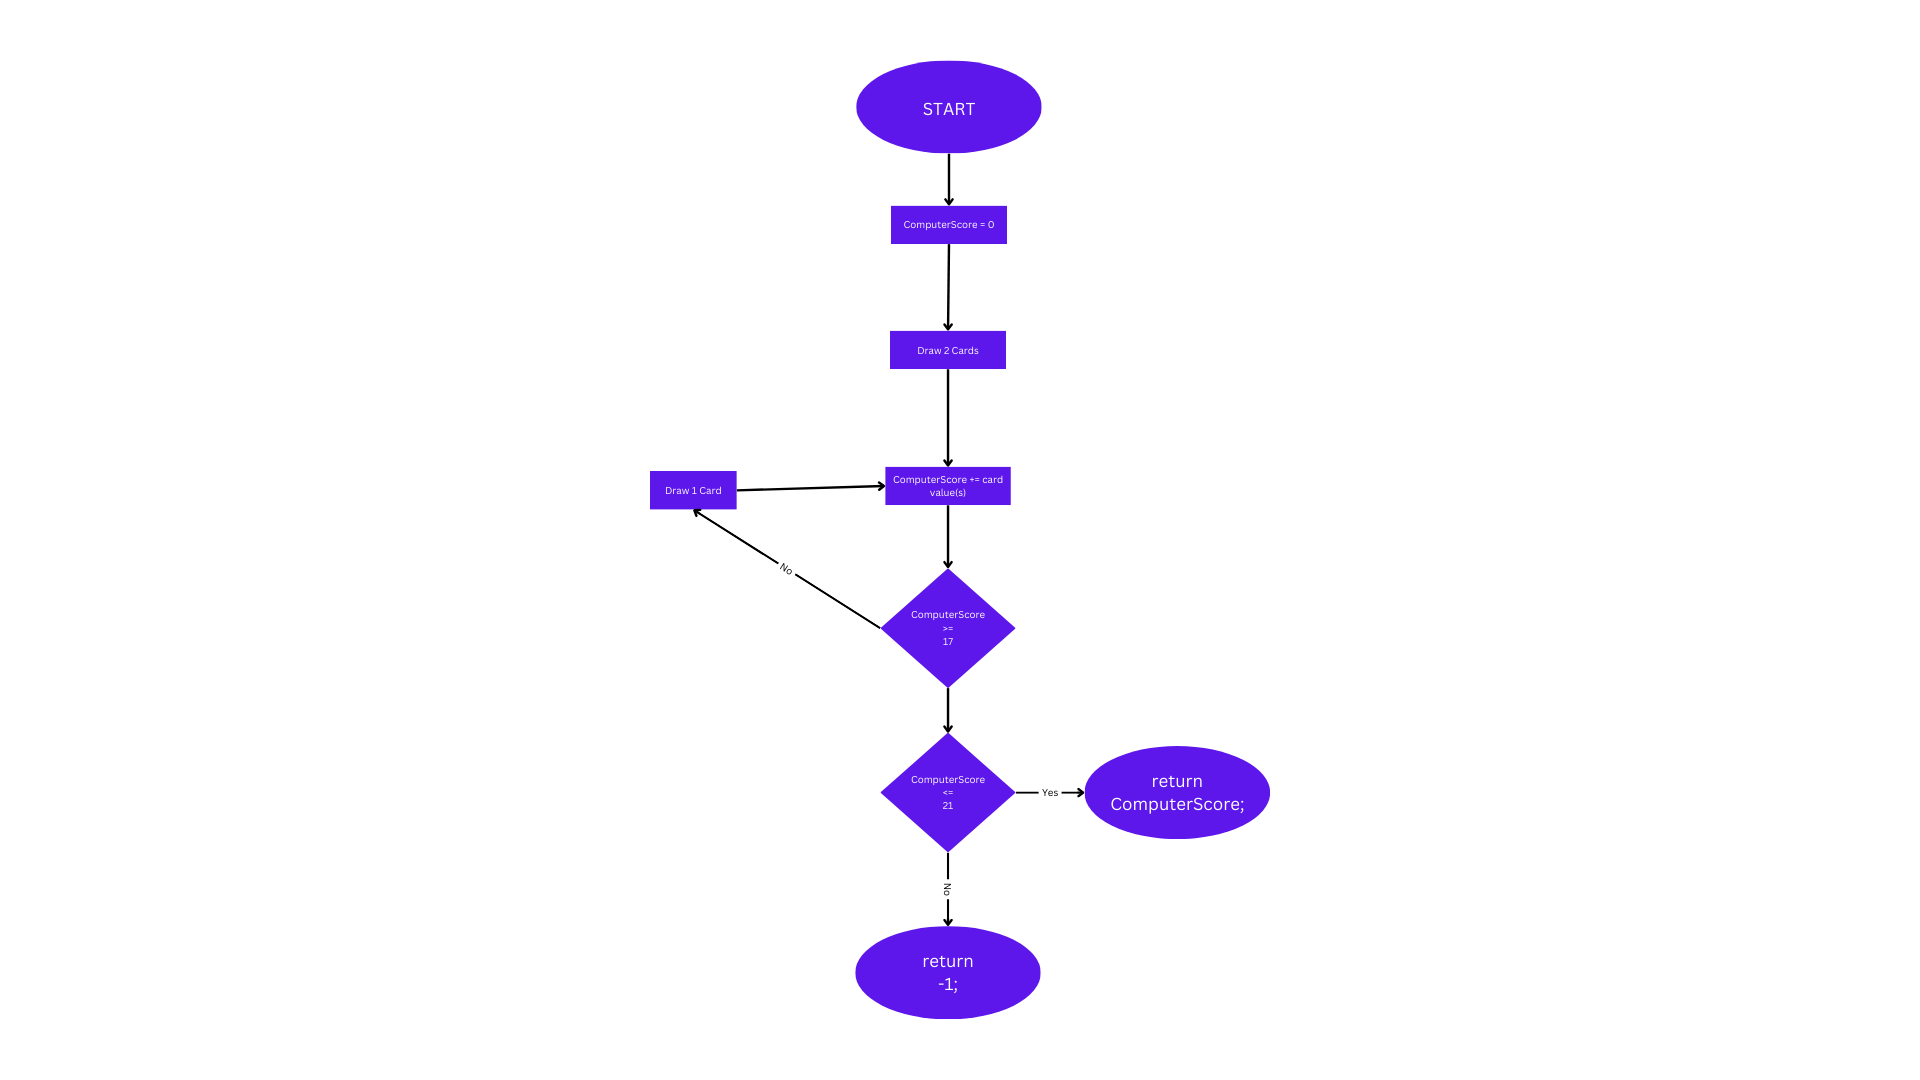 START
ComputerScore = 0
Draw 2 Cards
Draw 1 Card
ComputerScore += card
value(s)
No
ComputerScore
>=
17
ComputerScore
<=
21
Yes
return
ComputerScore;
No
return
-1;